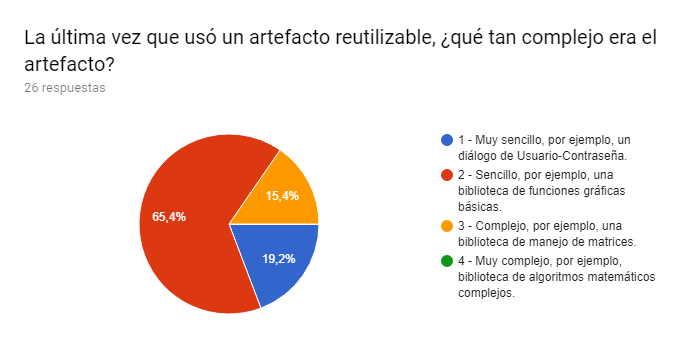 La última vez que usó un artefacto reutilizable, ¿qué tan complejo era el
artefacto?
26 respuestas
65,4%
15,4%
19,2%
1 - Muy sencillo, por ejemplo, un
diálogo de Usuario-Contraseña.
2 - Sencillo, por ejemplo, una
biblioteca de funciones gráficas
básicas.
3 - Complejo, por ejemplo, una
biblioteca de manejo de matrices.
4 - Muy complejo, por ejemplo,
biblioteca de algoritmos matemáticos
complejos.